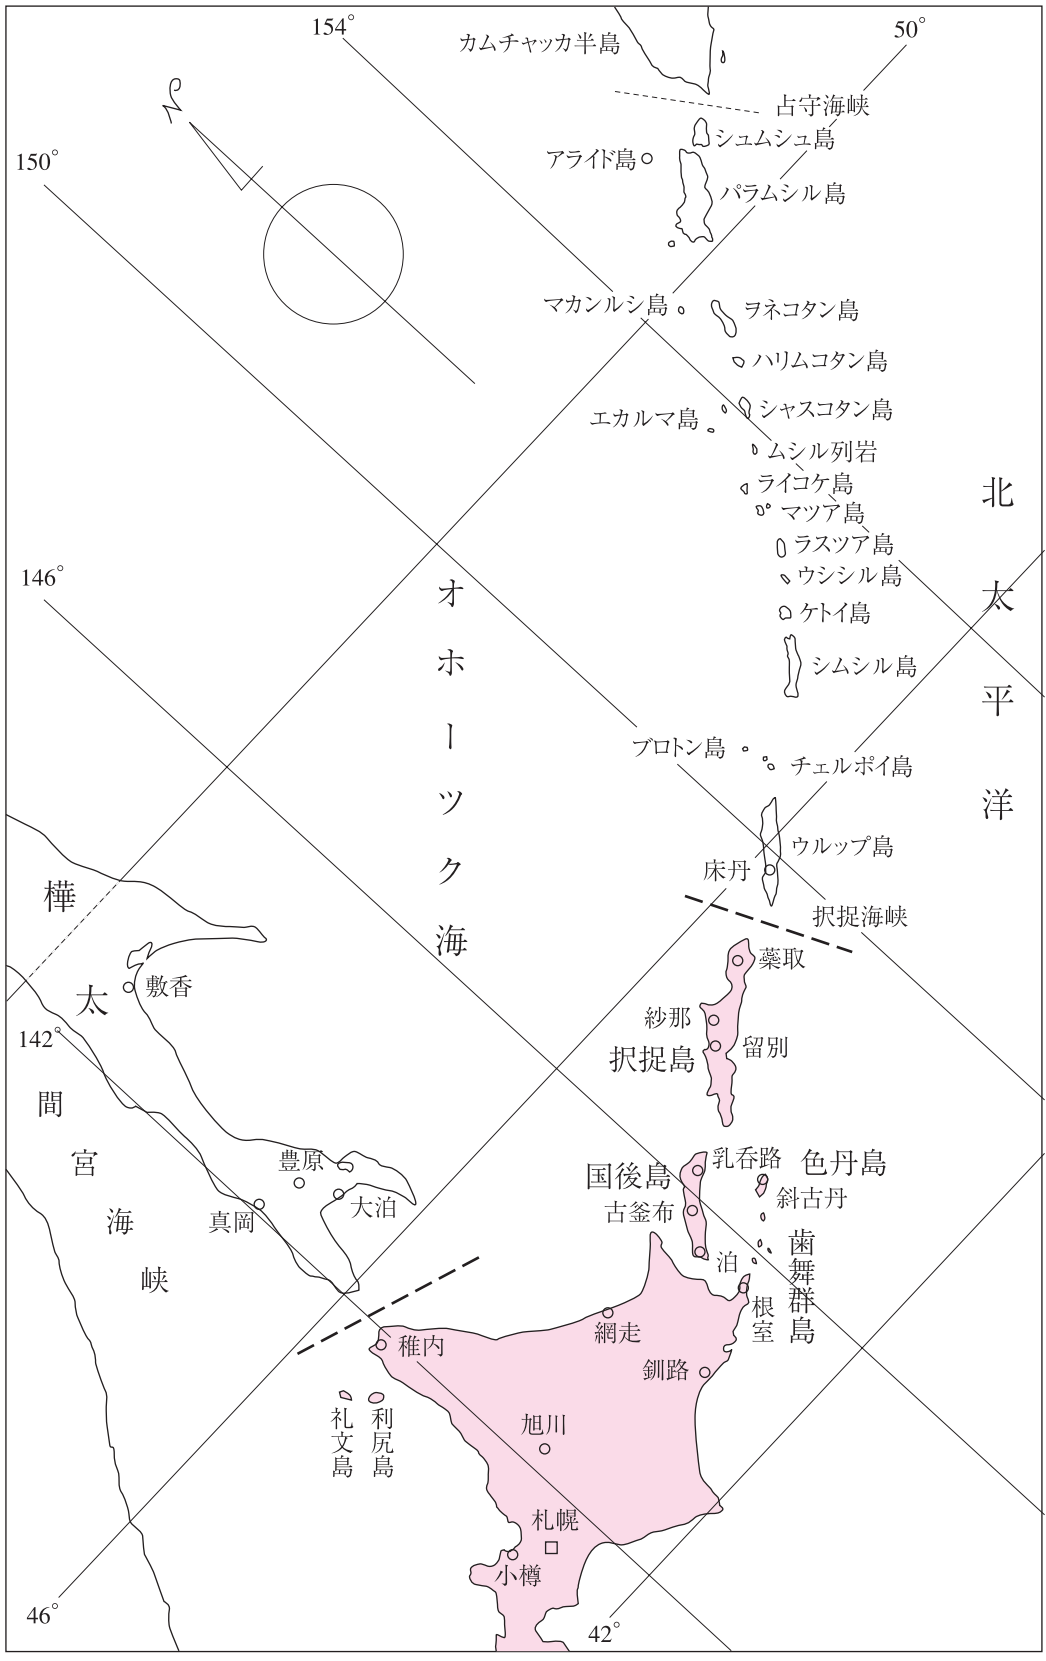 154°
カムチャッカ半島
50°
占守海峡
シュムシュ島
アライド島
150°
パラムシル島
N
マカンルシ島
ヲネコタン島
ハリムコタン島
シャスコタン島
エカルマ島
ムシル列岩
ライコケ島
マツア島
ラスツア島
ウシシル島
ケトイ島
シムシル島
北太平洋
146°
オホーツク海
ブロトン島
チェルポイ島
ウルップ島
床丹
択捉海峡
樺太
蘂取
敷香
紗那
留別
択捉島
142°
間宮海峡
豊原
大泊
真岡
国後島
乳呑路
色丹島
斜古丹
古釜布
泊
歯舞群島
根室
網走
稚内
釧路
礼文島
利尻島
旭川
札幌
小樽
46°
42°